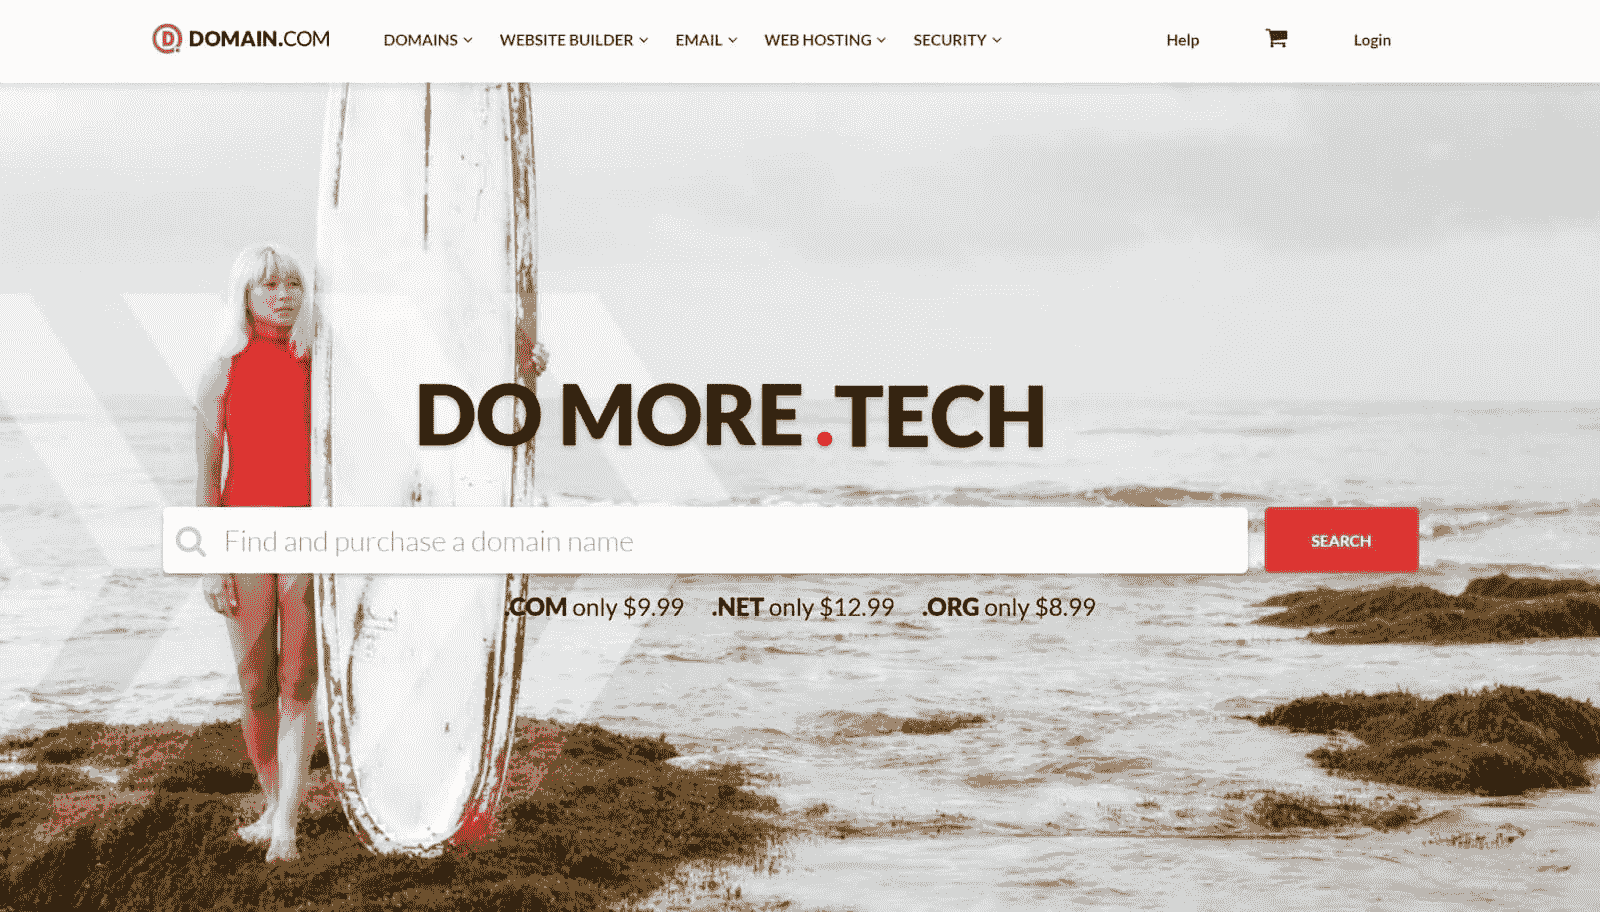 DOMAIN.COM DOMAINS WEBSITE BUILDER EMAIL WEB HOSTING SECURITY Help Login
DO MORE .TECH
Find and purchase a domain name SEARCH
.COM only $9.99 .NET only $12.99 .ORG only $8.99